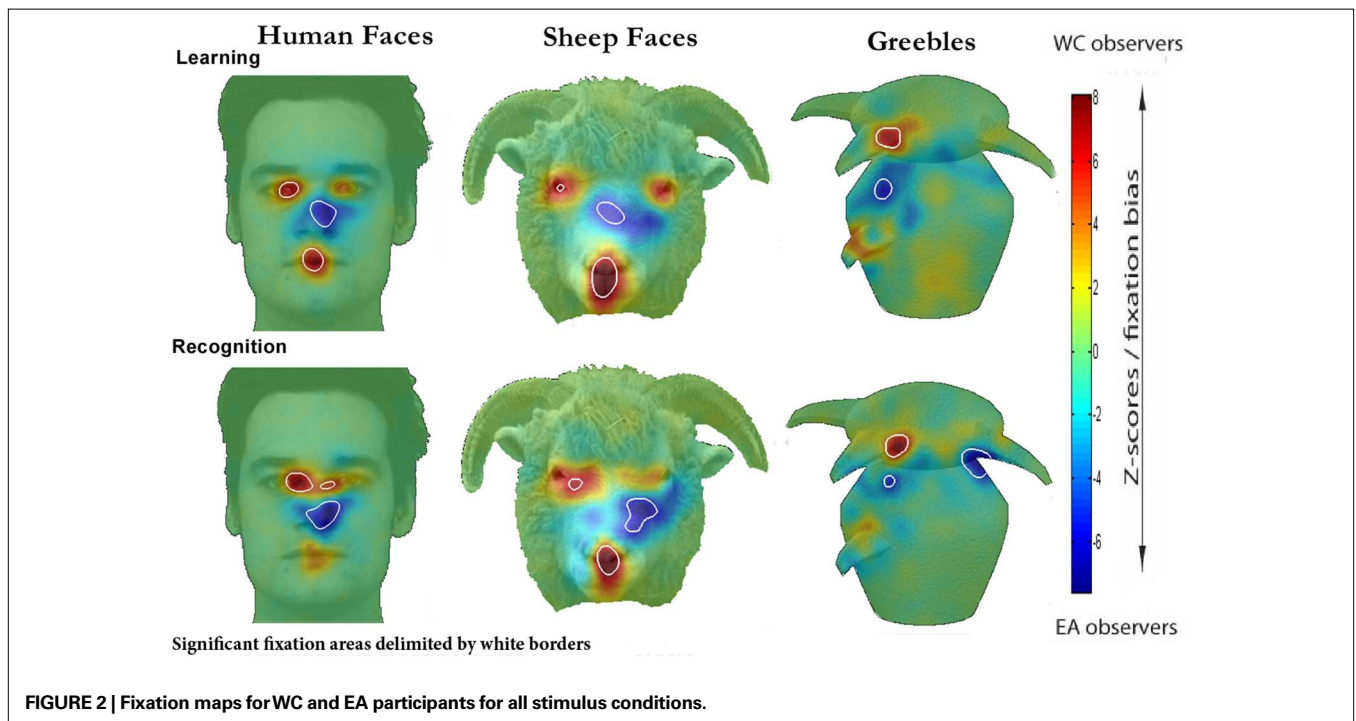 Human Faces
Sheep Faces
Greebles
WC observers
Learning
8
6
4
2
0
-2
-4
-6
Z-scores / fixation bias
Recognition
EA observers
Significant fixation areas delimited by white borders
FIGURE 2 | Fixation maps for WC and EA participants for all stimulus conditions.